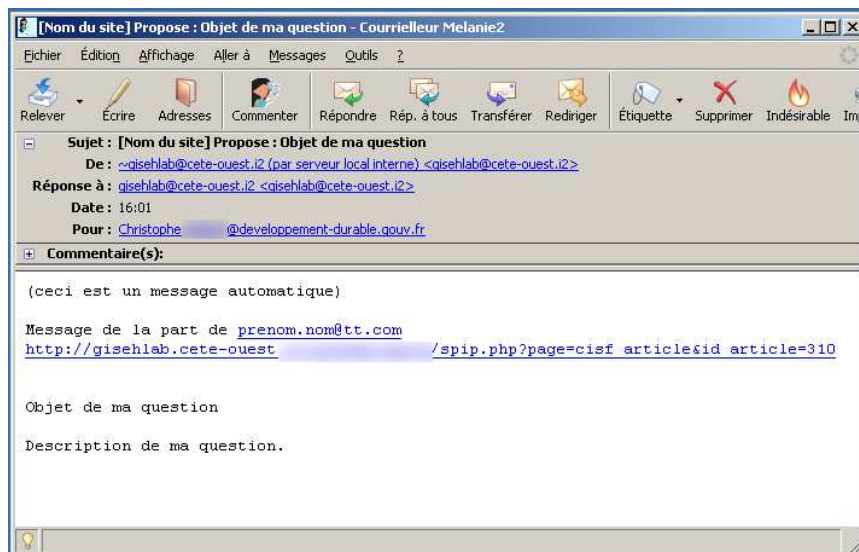 [Nom du site] Propose : Objet de ma question - Courrielleur Melanie2
Fichier Édition Affichage Aller à Messages Outils ?
Relever Écrire Adresses Commenter Répondre Rép. à tous Transférer Rediriger Étiquette Supprimer Indésirable
Sujet : [Nom du site] Propose : Objet de ma question
De : ~gisehlab@cete-ouest.i2 (par serveur local interne) <gisehlab@cete-ouest.i2>
Réponse à : gisehlab@cete-ouest.i2 <gisehlab@cete-ouest.i2>
Date : 16:01
Pour : Christophe @developpement-durable.gouv.fr
Commentaire(s):
(ceci est un message automatique)
Message de la part de prenom.nom@tt.com
http://gisehlab.cete-ouest /spip.php?page=cisf_article&id_article=310
Objet de ma question
Description de ma question.